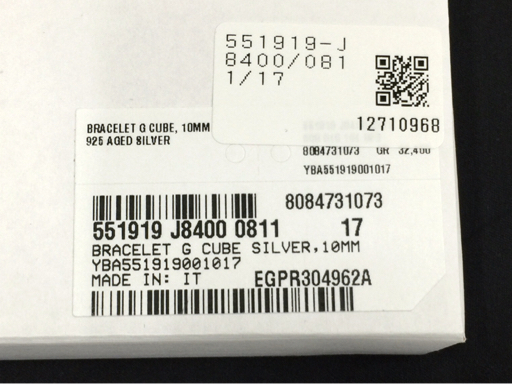 551919-J
8400/081
1/17
12710968
BRACELET G CUBE, 10MM
925 AGED SILVER
8084731073 GR 32,400
YBA551919001017
8084731073
551919 J8400 0811 17
BRACELET G CUBE SILVER,10MM
YBA551919001017
MADE IN: IT EGPR304962A